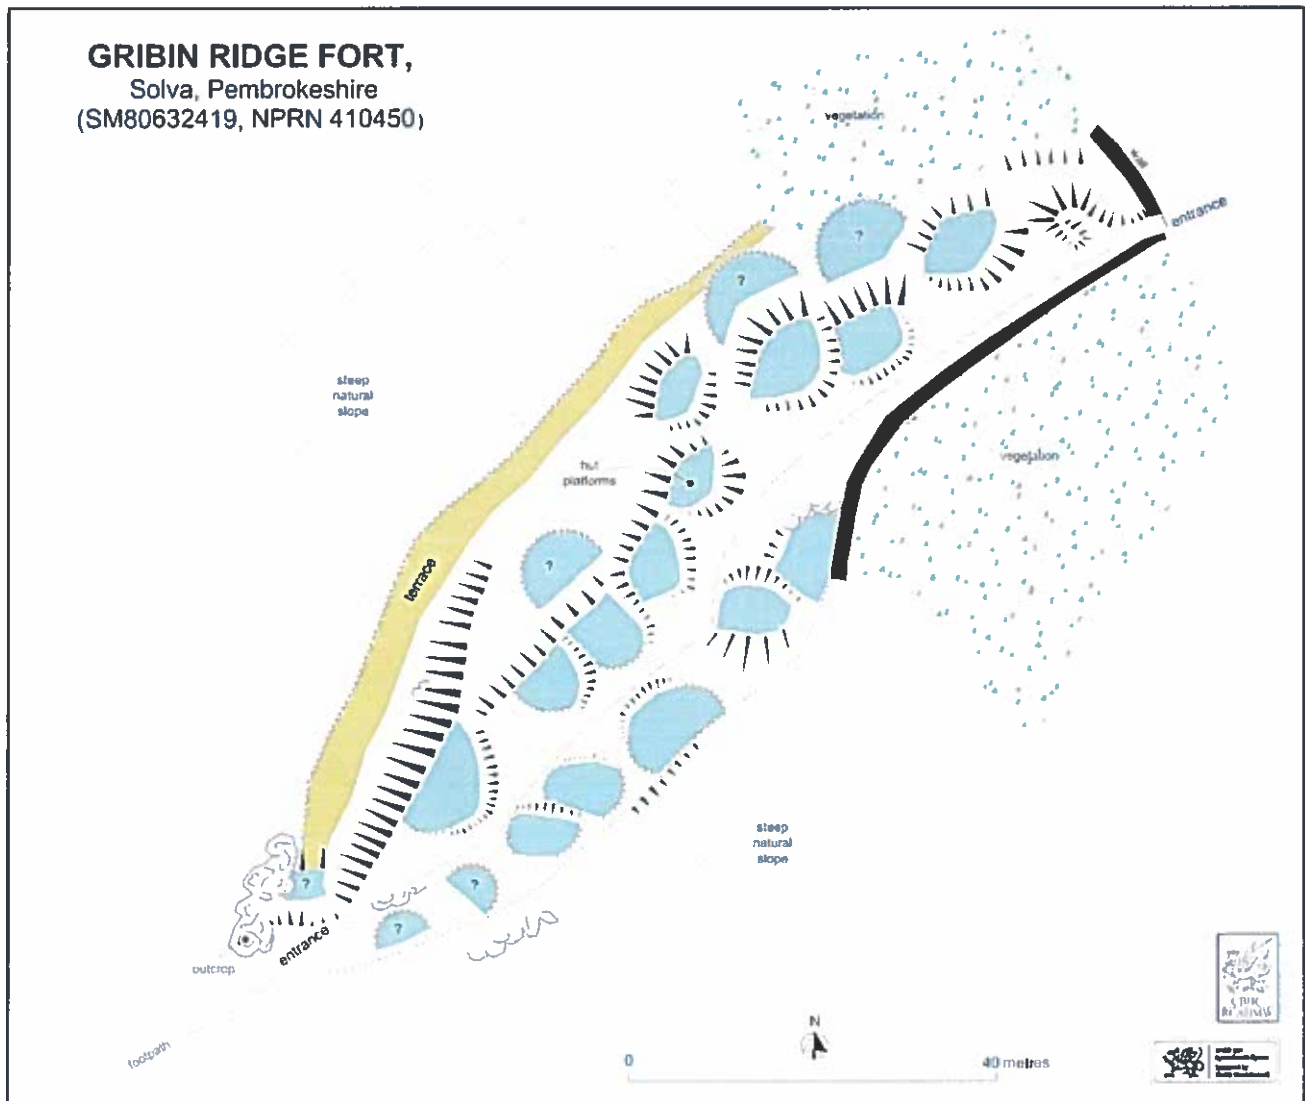 GRIBIN RIDGE FORT,
Solva, Pembrokeshire
(SM80632419, NPRN 410450)
vegetation
wall
entrance
?
?
steep
natural
slope
hut
platforms
vegetation
?
terrace
steep
natural
slope
?
?
?
entrance
outcrop
footpath
N
0
40 metres